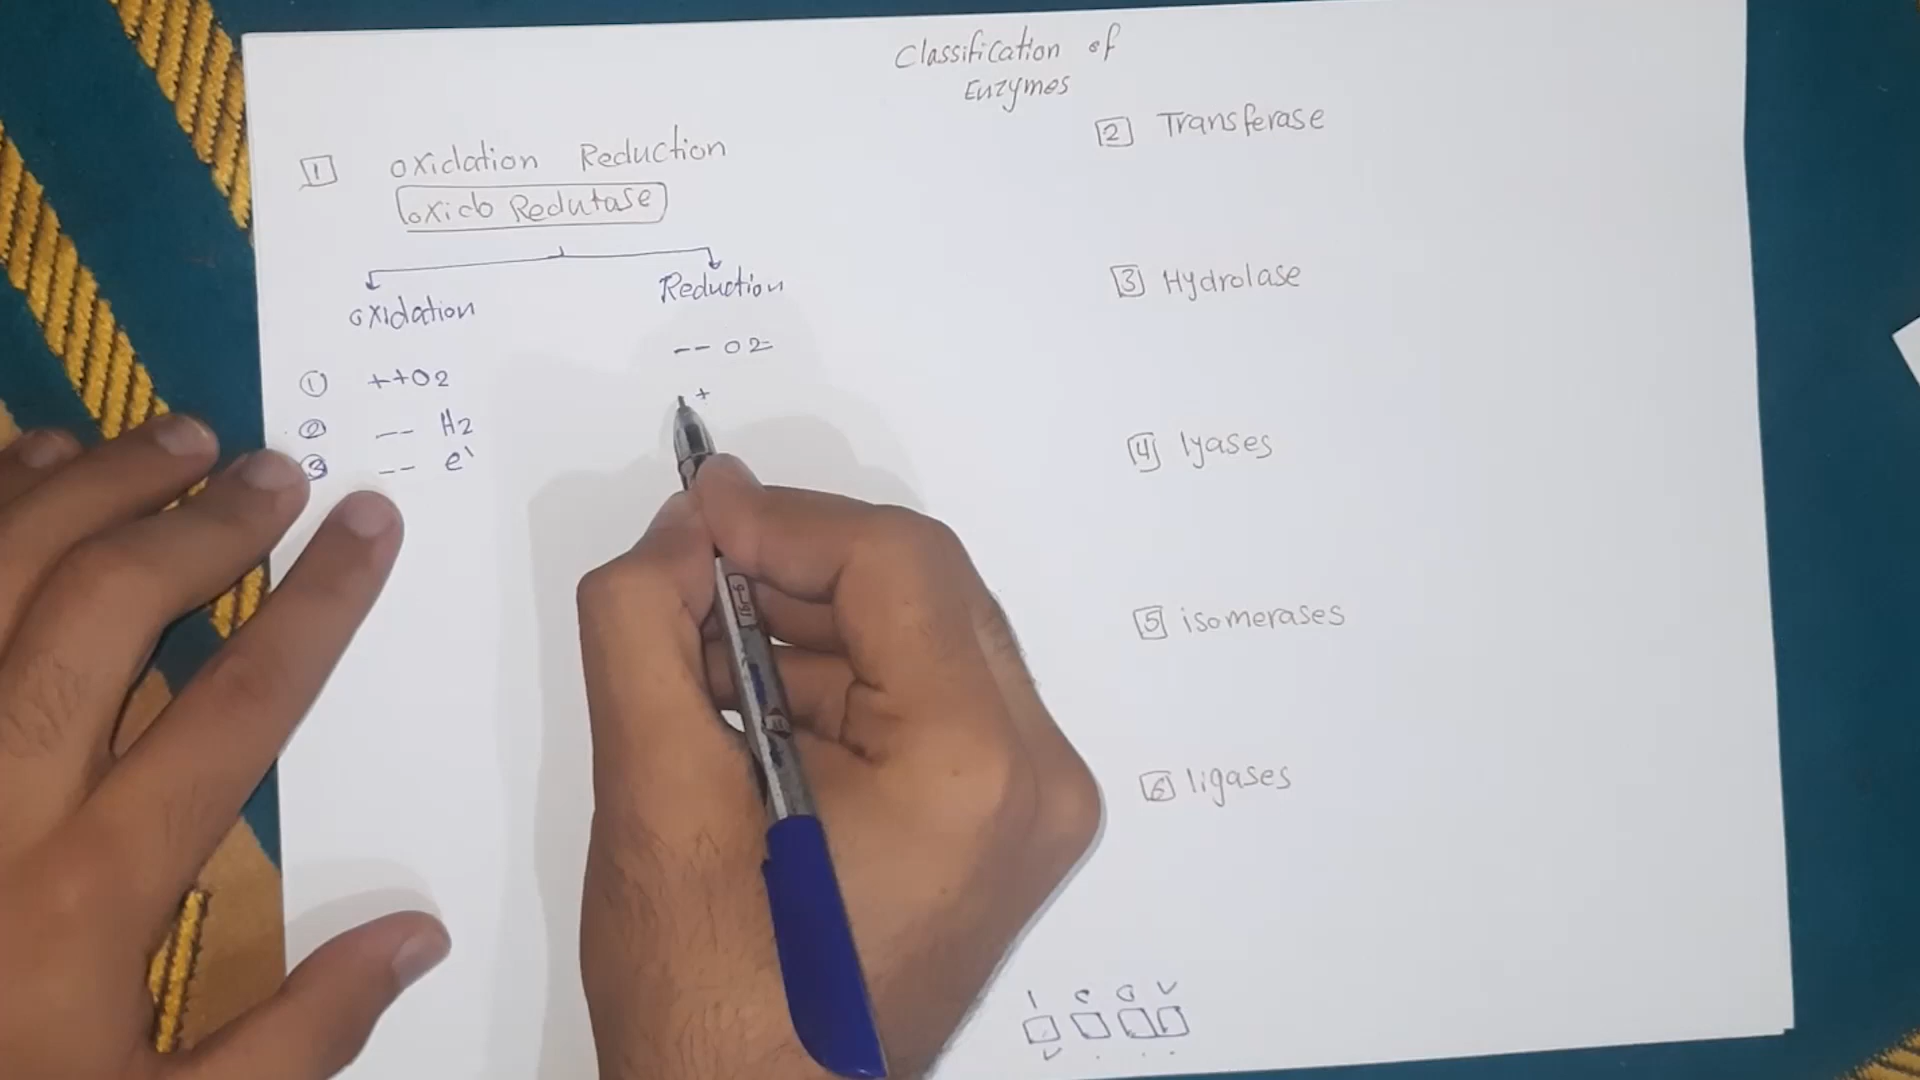 Classification of
Enzymes
1 oxidation Reduction
oxido Redutase
oxidation
Reduction
① ++O2
② -- H2
③ -- e`
-- O2
+
2 Transferase
3 Hydrolase
4 lyases
5 isomerases
6 ligases